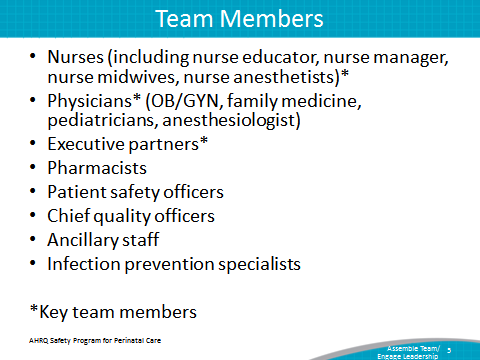 Team Members
• Nurses (including nurse educator, nurse manager,
nurse midwives, nurse anesthetists)*
• Physicians* (OB/GYN, family medicine,
pediatricians, anesthesiologist)
• Executive partners*
• Pharmacists
• Patient safety officers
• Chief quality officers
• Ancillary staff
• Infection prevention specialists
*Key team members
AHRQ Safety Program for Perinatal Care
Assemble Team/
Engage Leadership
5